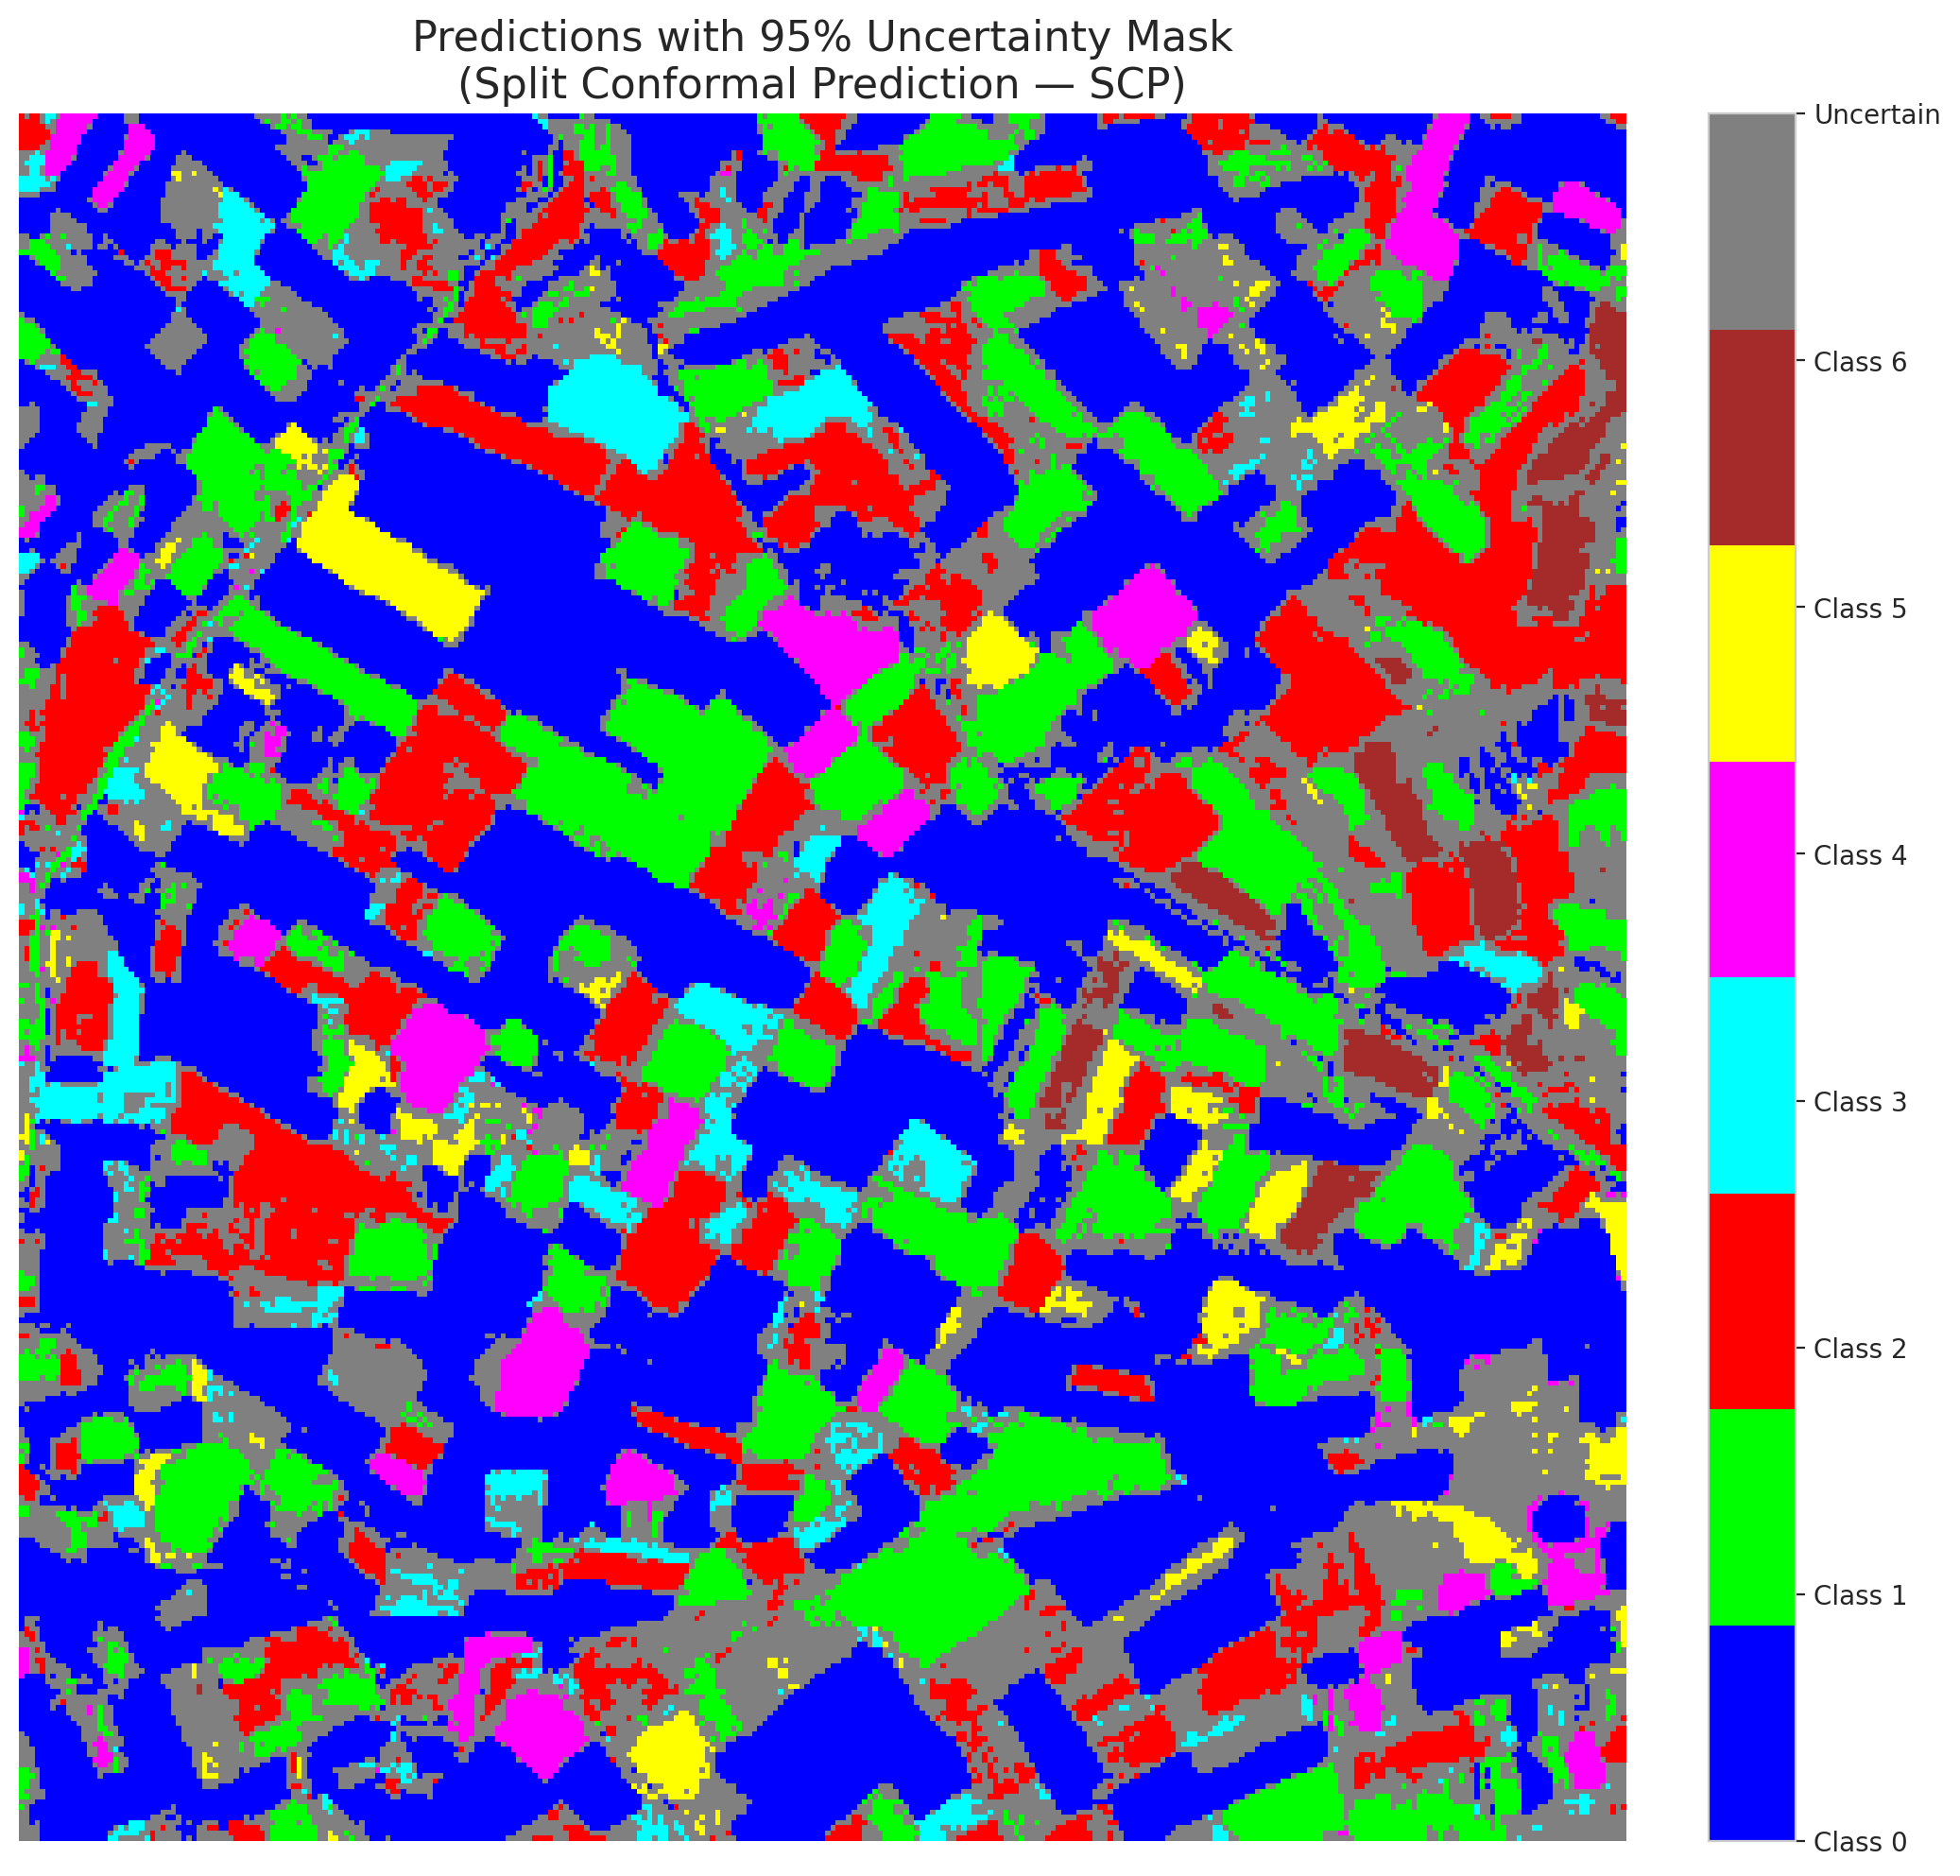 Predictions with 95% Uncertainty Mask
(Split Conformal Prediction — SCP)
Uncertain
Class 6
Class 5
Class 4
Class 3
Class 2
Class 1
Class 0